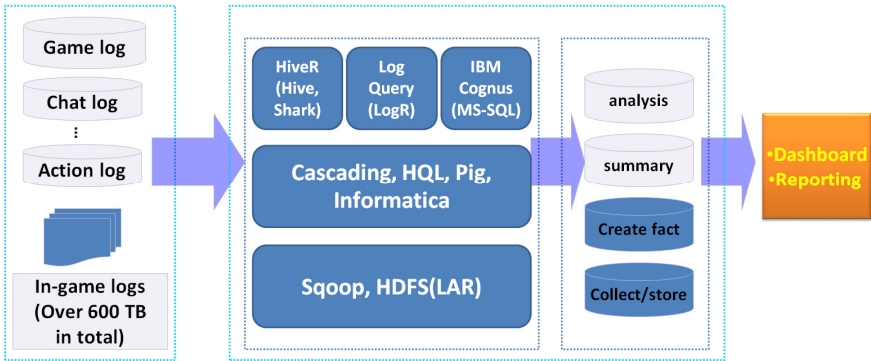 Game log
Chat log
...
Action log
In-game logs
(Over 600 TB
in total)
HiveR
(Hive,
Shark)
Log
Query
(LogR)
IBM
Cognus
(MS-SQL)
Cascading, HQL, Pig,
Informatica
Sqoop, HDFS(LAR)
analysis
summary
Create fact
Collect/store
•Dashboard
•Reporting